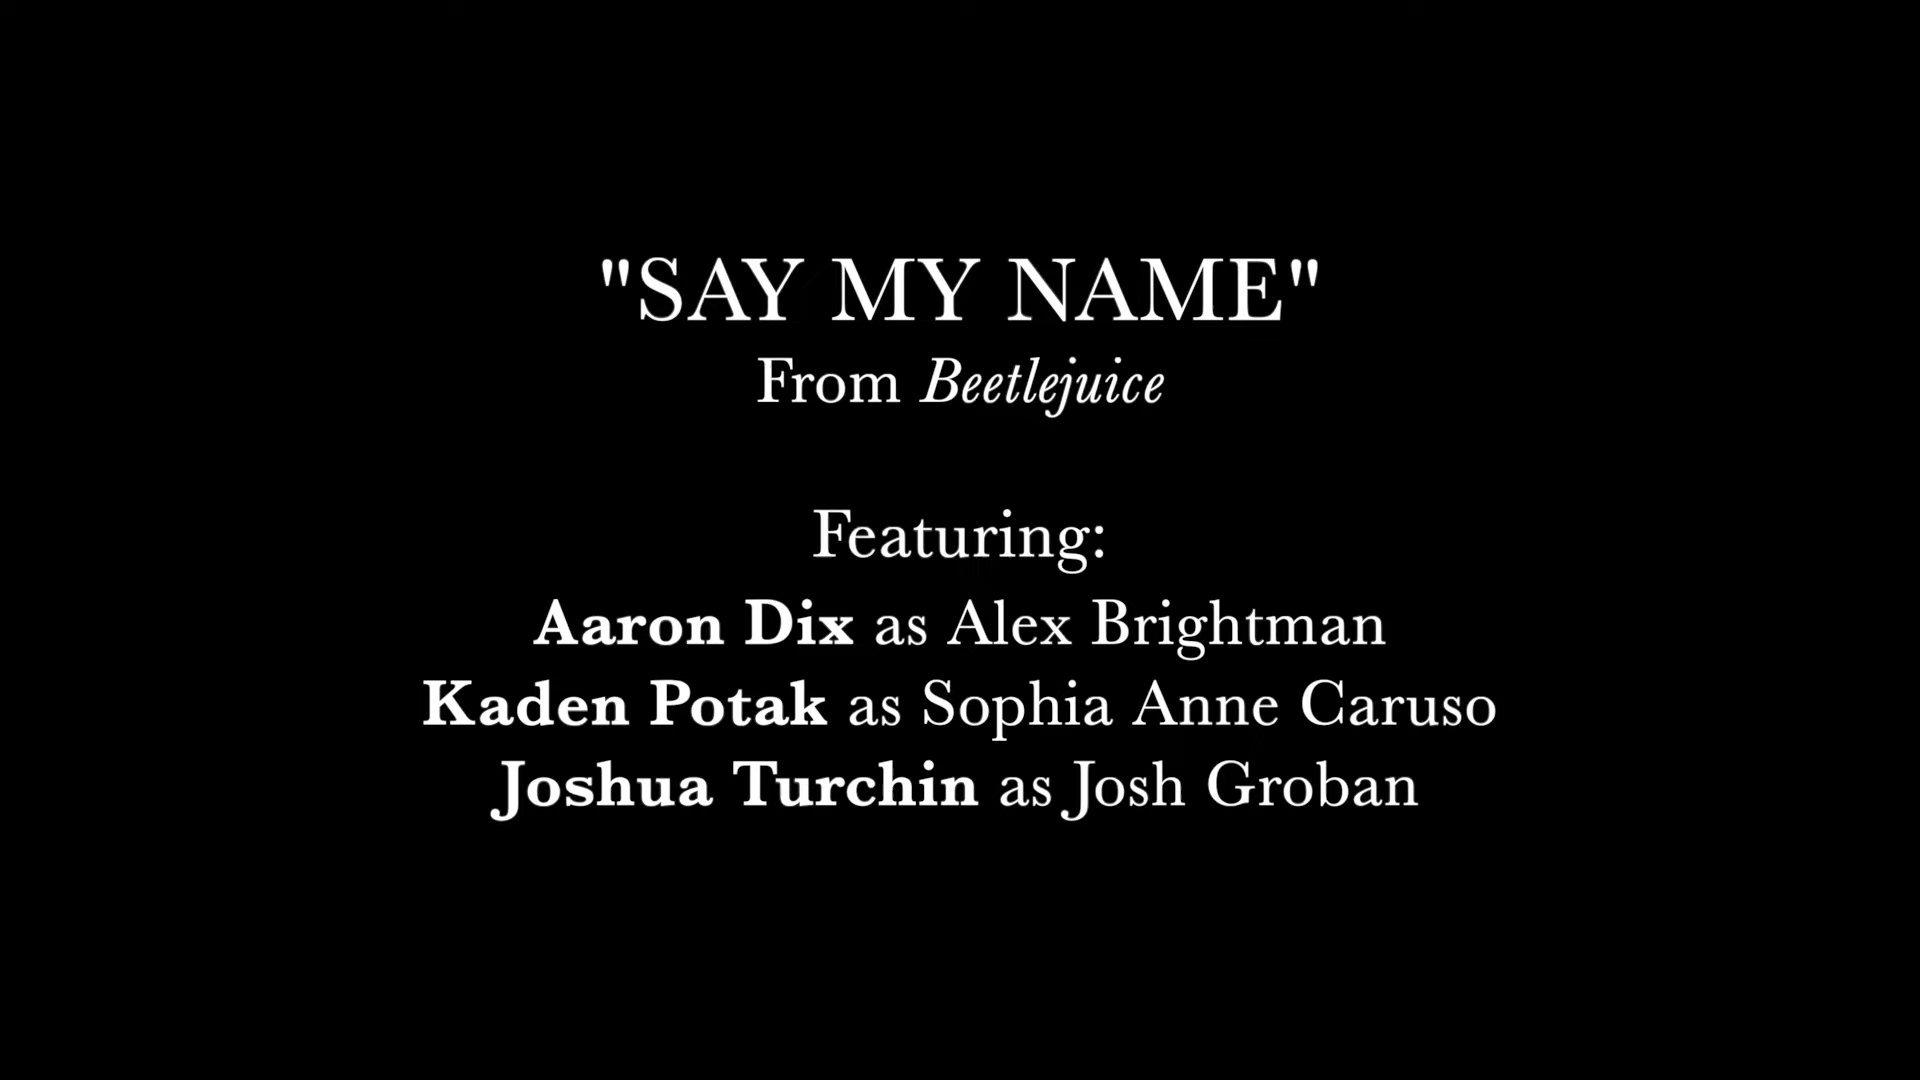 "SAY MY NAME"
From Beetlejuice
Featuring:
Aaron Dix as Alex Brightman
Kaden Potak as Sophia Anne Caruso
Joshua Turchin as Josh Groban